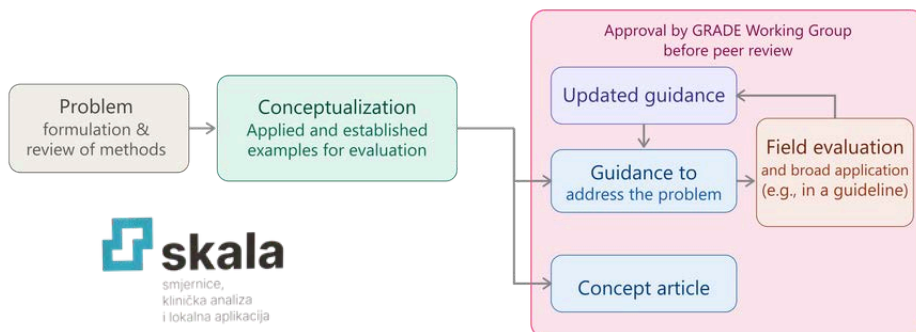 Approval by GRADE Working Group
before peer review
Problem
formulation &
review of methods
Conceptualization
Applied and established
examples for evaluation
Updated guidance
Guidance to
address the problem
Field evaluation
and broad application
(e.g., in a guideline)
Concept article
skala
smjernice,
klinička analiza
i lokalna aplikacija